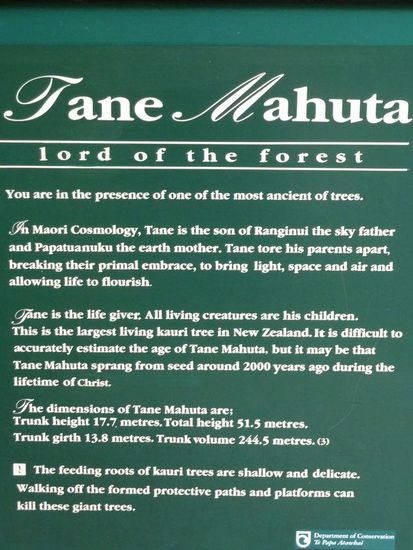 Tane Mahuta
lord of the forest
You are in the presence of one of the most ancient of trees.
In Maori Cosmology, Tane is the son of Ranginui the sky father
and Papatuanuku the earth mother. Tane tore his parents apart,
breaking their primal embrace, to bring light, space and air and
allowing life to flourish.
Tane is the life giver. All living creatures are his children.
This is the largest living kauri tree in New Zealand. It is difficult to
accurately estimate the age of Tane Mahuta, but it may be that
Tane Mahuta sprang from seed around 2000 years ago during the
lifetime of Christ.
The dimensions of Tane Mahuta are;
Trunk height 17.7 metres. Total height 51.5 metres.
Trunk girth 13.8 metres. Trunk volume 244.5 metres. (3)
! The feeding roots of kauri trees are shallow and delicate.
Walking off the formed protective paths and platforms can
kill these giant trees.
Department of Conservation
Te Papa Atawhai